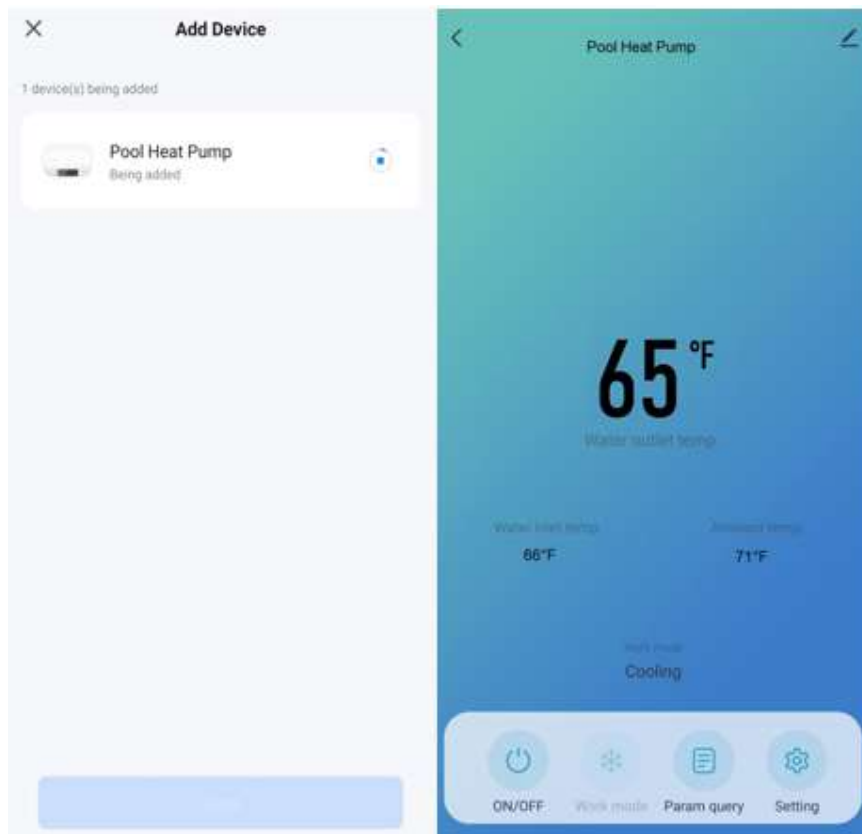 Add Device
1 device(s) being added
Pool Heat Pump
Being added
Pool Heat Pump
65 °F
Water outlet temp
Water inlet temp
Ambient temp
66°F
71°F
Work mode
Cooling
ON/OFF
Work mode
Param query
Setting